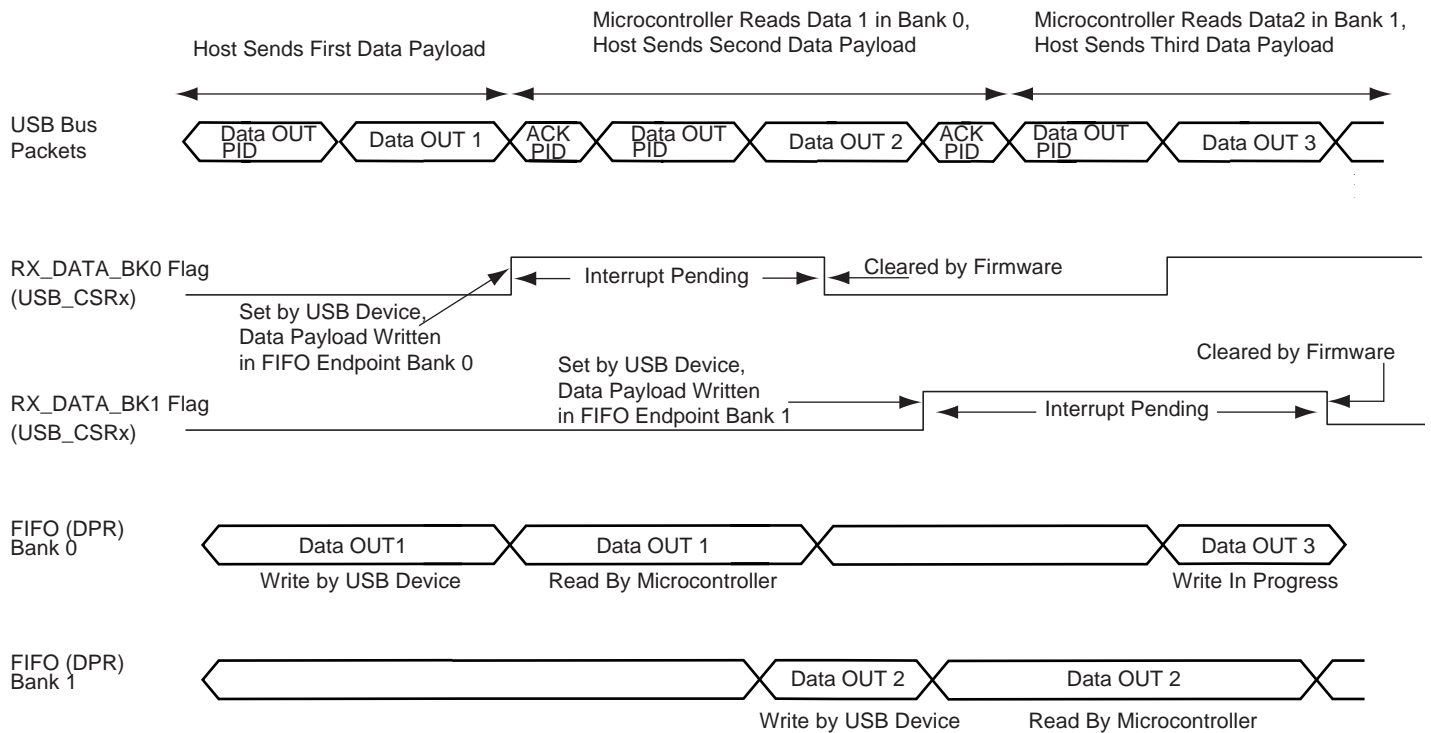 Microcontroller Reads Data 1 in Bank 0,
Host Sends Second Data Payload
Microcontroller Reads Data2 in Bank 1,
Host Sends Third Data Payload
Host Sends First Data Payload
USB Bus
Packets
Data OUT
PID
Data OUT 1
ACK
PID
Data OUT
PID
Data OUT 2
ACK
PID
Data OUT
PID
Data OUT 3
RX_DATA_BK0 Flag
(USB_CSRx)
Interrupt Pending
Cleared by Firmware
Set by USB Device,
Data Payload Written
in FIFO Endpoint Bank 0
Cleared by Firmware
Set by USB Device,
Data Payload Written
in FIFO Endpoint Bank 1
RX_DATA_BK1 Flag
(USB_CSRx)
Interrupt Pending
FIFO (DPR)
Bank 0
Data OUT1
Data OUT 1
Data OUT 3
Write by USB Device
Read By Microcontroller
Write In Progress
FIFO (DPR)
Bank 1
Data OUT 2
Data OUT 2
Write by USB Device
Read By Microcontroller